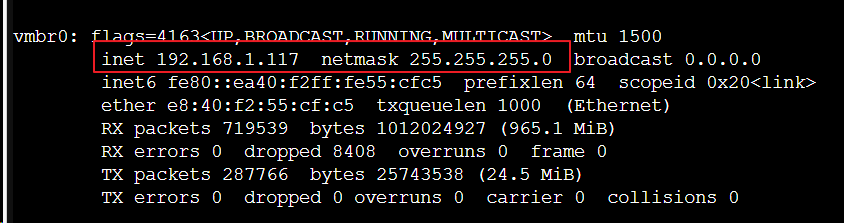 vmbr0: flags=4163<UP,BROADCAST,RUNNING,MULTICAST>  mtu 1500
inet 192.168.1.117  netmask 255.255.255.0  broadcast 0.0.0.0
inet6 fe80::ea40:f2ff:fe55:cfc5  prefixlen 64  scopeid 0x20<link>
ether e8:40:f2:55:cf:c5  txqueuelen 1000  (Ethernet)
RX packets 719539  bytes 1012024927 (965.1 MiB)
RX errors 0  dropped 8408  overruns 0  frame 0
TX packets 287766  bytes 25743538 (24.5 MiB)
TX errors 0  dropped 0 overruns 0  carrier 0  collisions 0